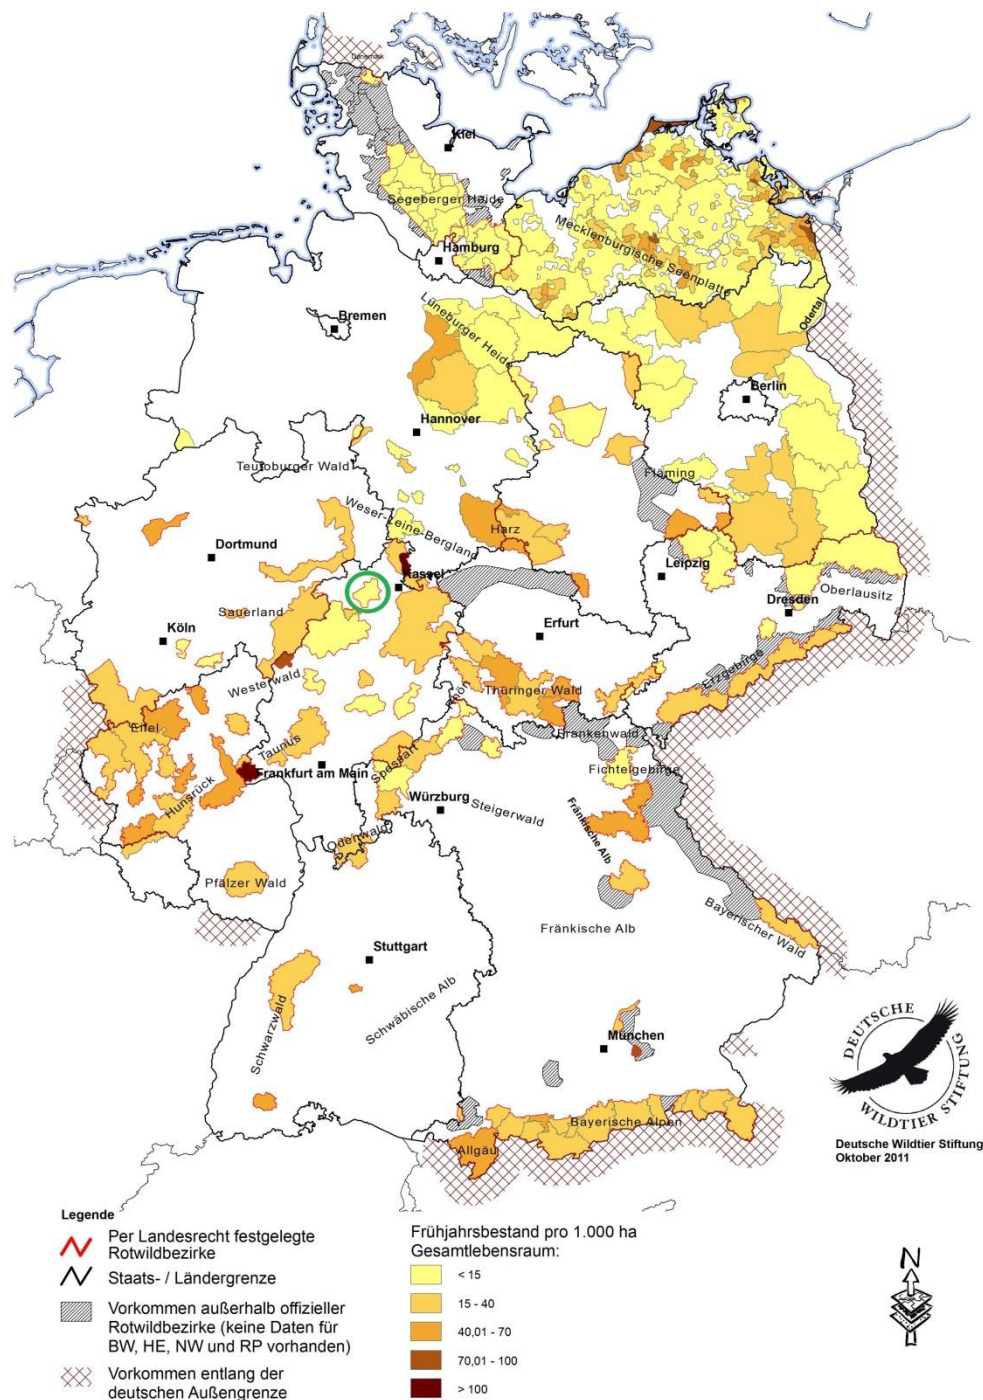 Dänemark
Kiel
Segeberger Heide
Hamburg
Mecklenburgische Seenplatte
Odertal
Bremen
Lüneburger Heide
Berlin
Hannover
Teutoburger Wald
Fläming
Weser-Leine-Bergland
Harz
Dortmund
Kassel
Leipzig
Oberlausitz
Dresden
Sauerland
Köln
Erfurt
Erzgebirge
Westerwald
Thüringer Wald
Rhön
Eifel
Taunus
Frankenwald
Frankfurt am Main
Spessart
Fichtelgebirge
Hunsrück
Würzburg
Steigerwald
Fränkische Alb
Odenwald
Pfälzer Wald
Bayerischer Wald
Fränkische Alb
Stuttgart
Schwarzwald
Schwäbische Alb
München
Bayerische Alpen
Allgäu
DEUTSCHE
WILDTIER STIFTUNG
Deutsche Wildtier Stiftung
Oktober 2011
Legende
Per Landesrecht festgelegte
Rotwildbezirke
Staats- / Ländergrenze
Vorkommen außerhalb offizieller
Rotwildbezirke (keine Daten für
BW, HE, NW und RP vorhanden)
Vorkommen entlang der
deutschen Außengrenze
Frühjahrsbestand pro 1.000 ha
Gesamtlebensraum:
< 15
15 - 40
40,01 - 70
70,01 - 100
> 100
N